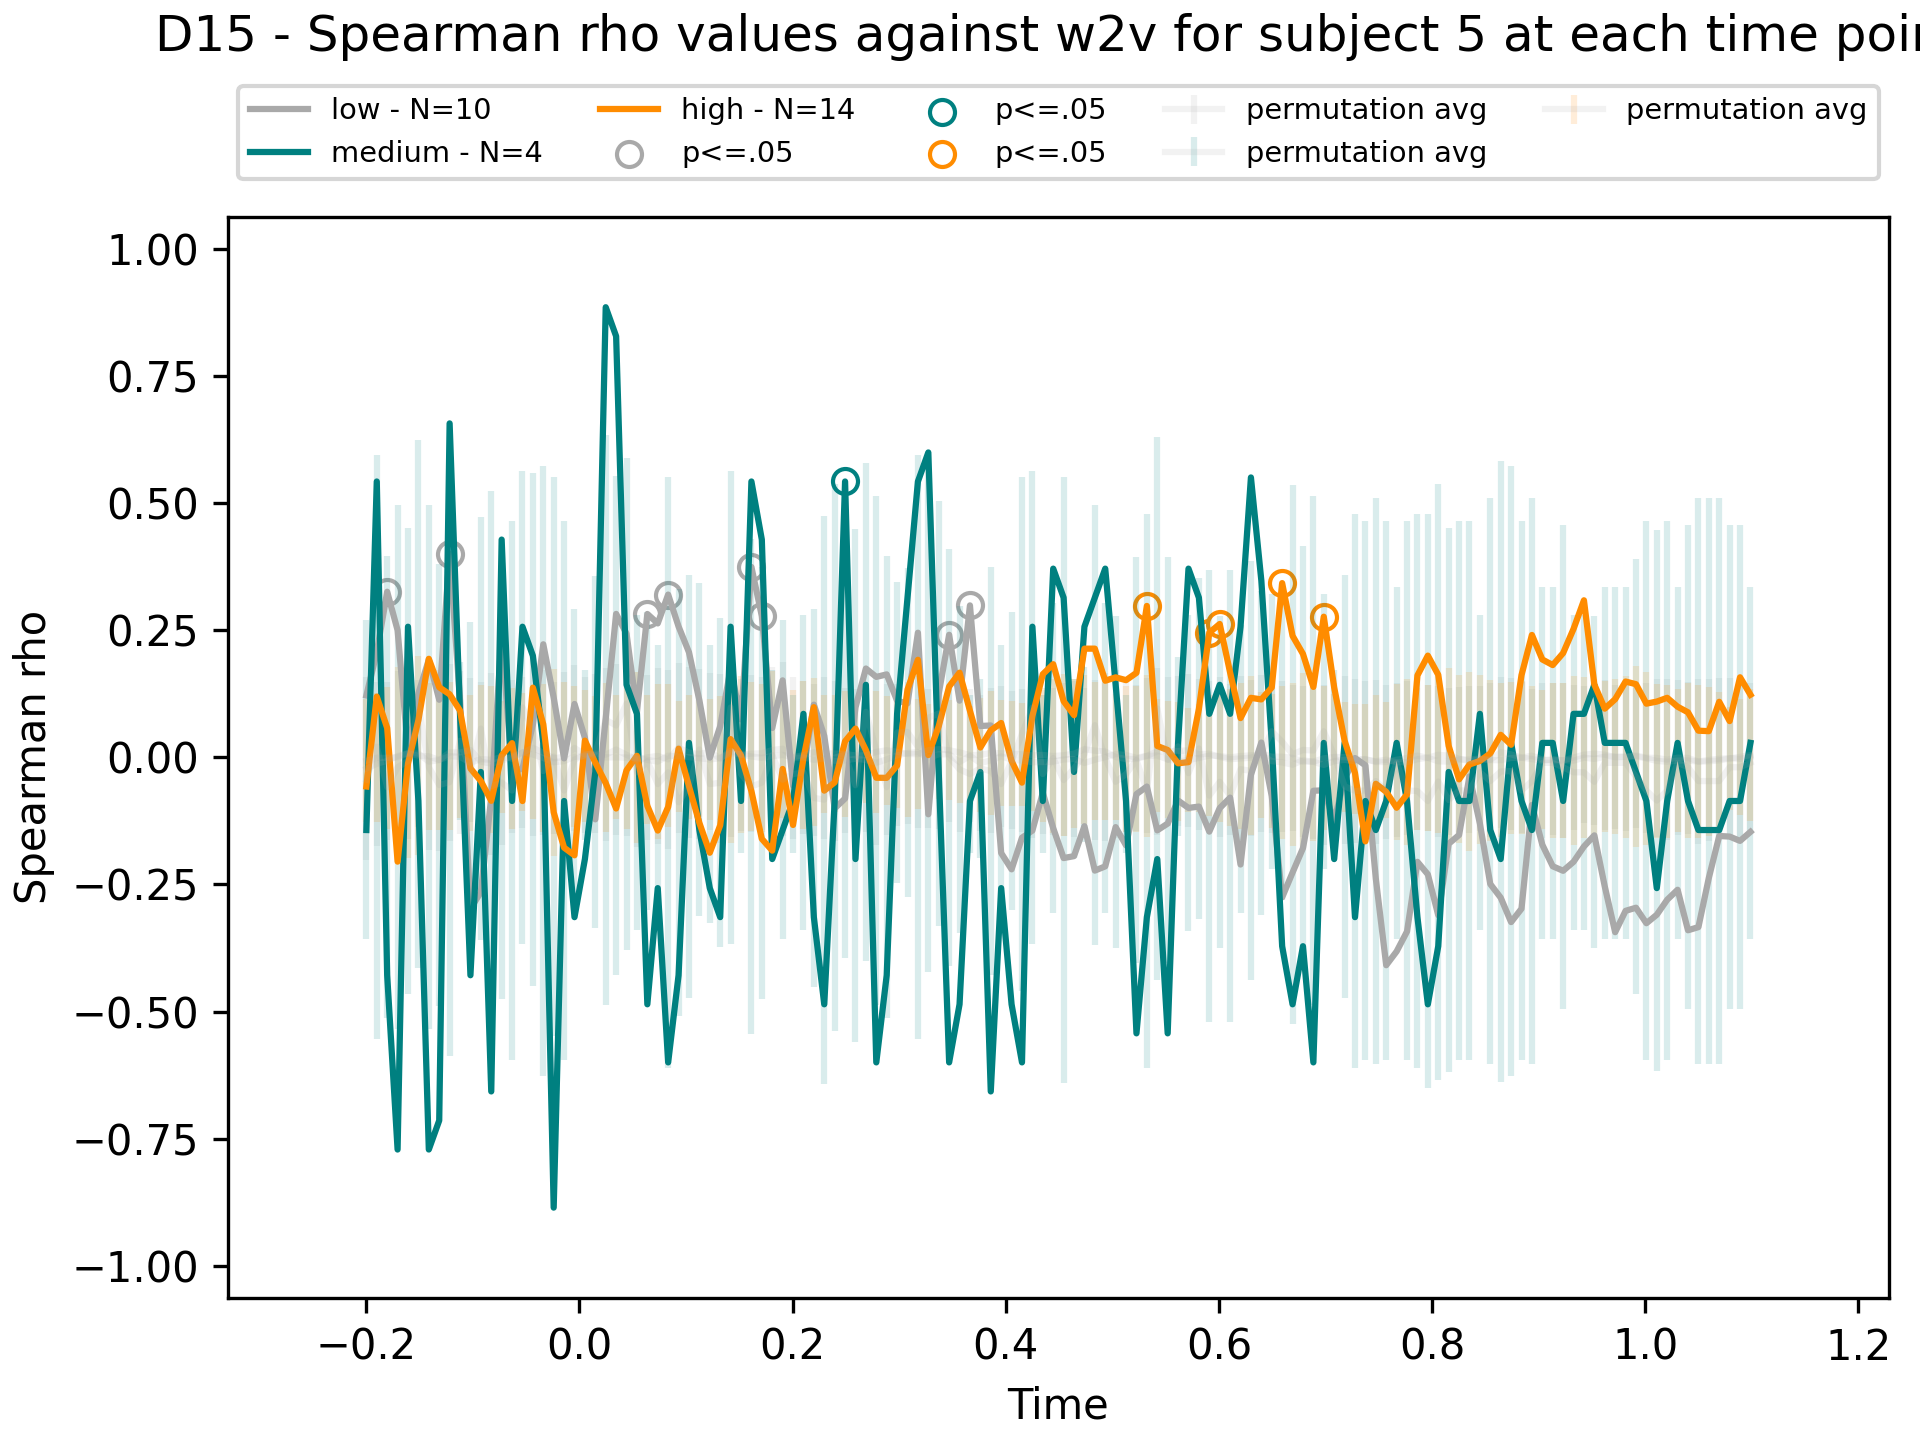 D15 - Spearman rho values against w2v for subject 5 at each time poi
low - N=10
medium - N=4
high - N=14
p<=.05
p<=.05
p<=.05
permutation avg
permutation avg
permutation avg
1.00
0.75
0.50
0.25
0.00
−0.25
−0.50
−0.75
−1.00
Spearman rho
−0.2 0.0 0.2 0.4 0.6 0.8 1.0 1.2
Time